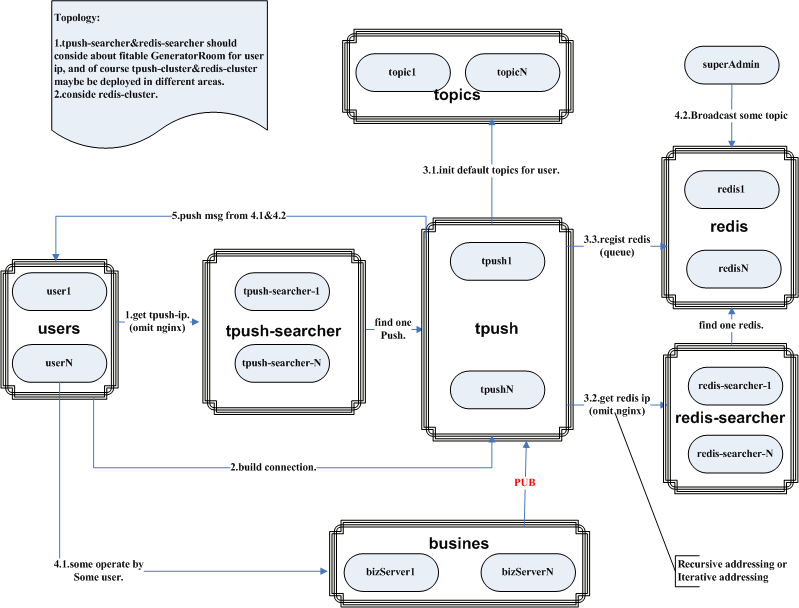 Topology:
1.tpush-searcher&redis-searcher should
conside about fitable GeneratorRoom for user
ip, and of course tpush-cluster&redis-cluster
maybe be deployed in different areas.
2.conside redis-cluster.
topic1
topicN
topics
superAdmin
4.2.Broadcast some topic
3.1.init default topics for user.
redis1
redis
redisN
5.push msg from 4.1&4.2
3.3.regist redis
(queue)
tpush1
tpush
tpushN
user1
users
userN
1.get tpush-ip.
(omit nginx)
tpush-searcher-1
tpush-searcher
tpush-searcher-N
find one
Push.
find one redis.
3.2.get redis ip
(omit nginx)
redis-searcher-1
redis-searcher
redis-searcher-N
2.build connection.
PUB
busines
bizServer1
bizServerN
4.1.some operate by
Some user.
Recursive addressing or
Iterative addressing